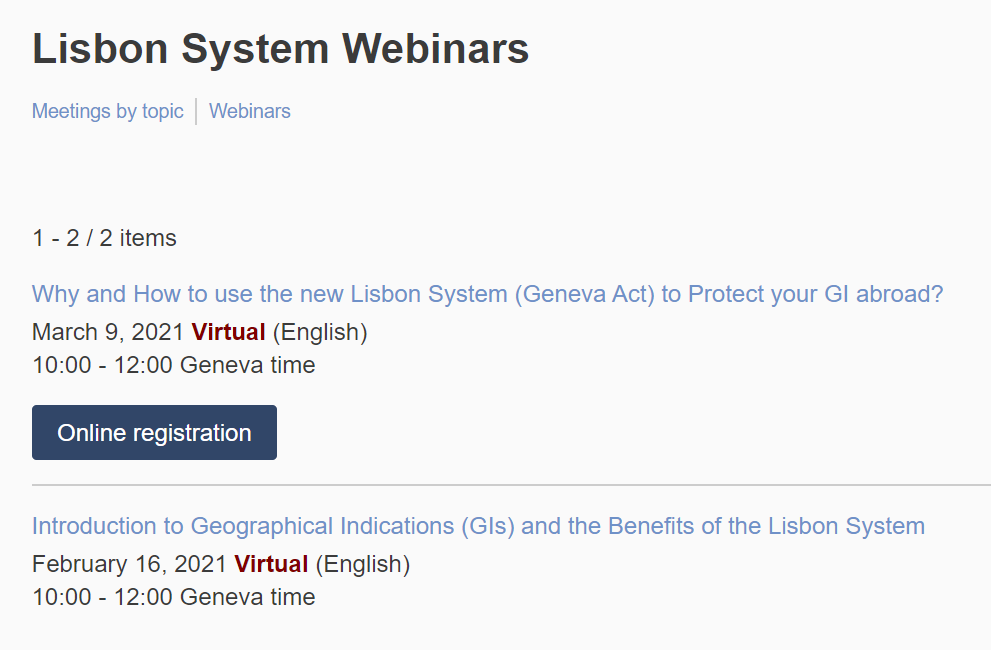 Lisbon System Webinars
Meetings by topic | Webinars
1 - 2 / 2 items
Why and How to use the new Lisbon System (Geneva Act) to Protect your GI abroad?
March 9, 2021 Virtual (English)
10:00 - 12:00 Geneva time
Online registration
Introduction to Geographical Indications (GIs) and the Benefits of the Lisbon System
February 16, 2021 Virtual (English)
10:00 - 12:00 Geneva time